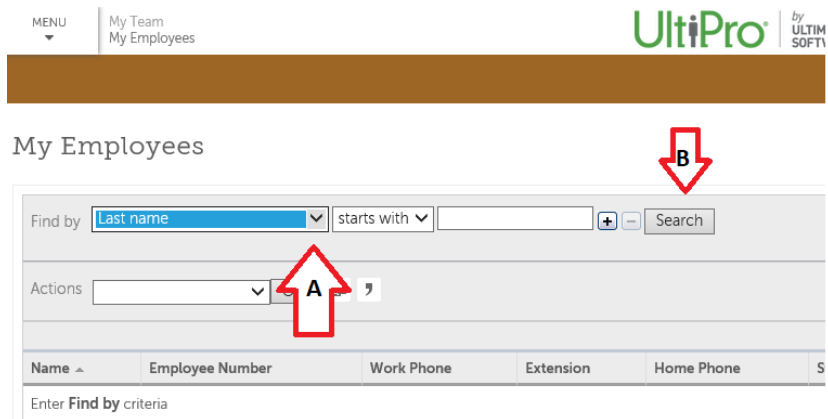 MENU
My Team
My Employees
UltiPro
by
ULTIM
SOFTW
My Employees
B
Find by Last name starts with + − Search
Actions A
Name Employee Number Work Phone Extension Home Phone S
Enter Find by criteria